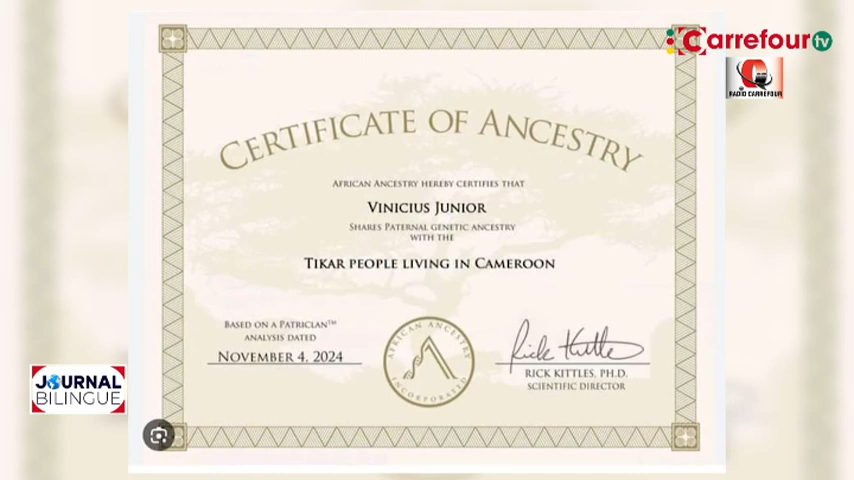 Carrefour tv
RADIO CARREFOUR
CERTIFICATE OF ANCESTRY
AFRICAN ANCESTRY HEREBY CERTIFIES THAT
VINICIUS JUNIOR
SHARES PATERNAL GENETIC ANCESTRY
WITH THE
TIKAR PEOPLE LIVING IN CAMEROON
BASED ON A PATRICLAN™
ANALYSIS DATED
NOVEMBER 4, 2024
AFRICAN ANCESTRY
INCORPORATED
Rick Kittles
RICK KITTLES, PH.D.
SCIENTIFIC DIRECTOR
JOURNAL
BILINGUE